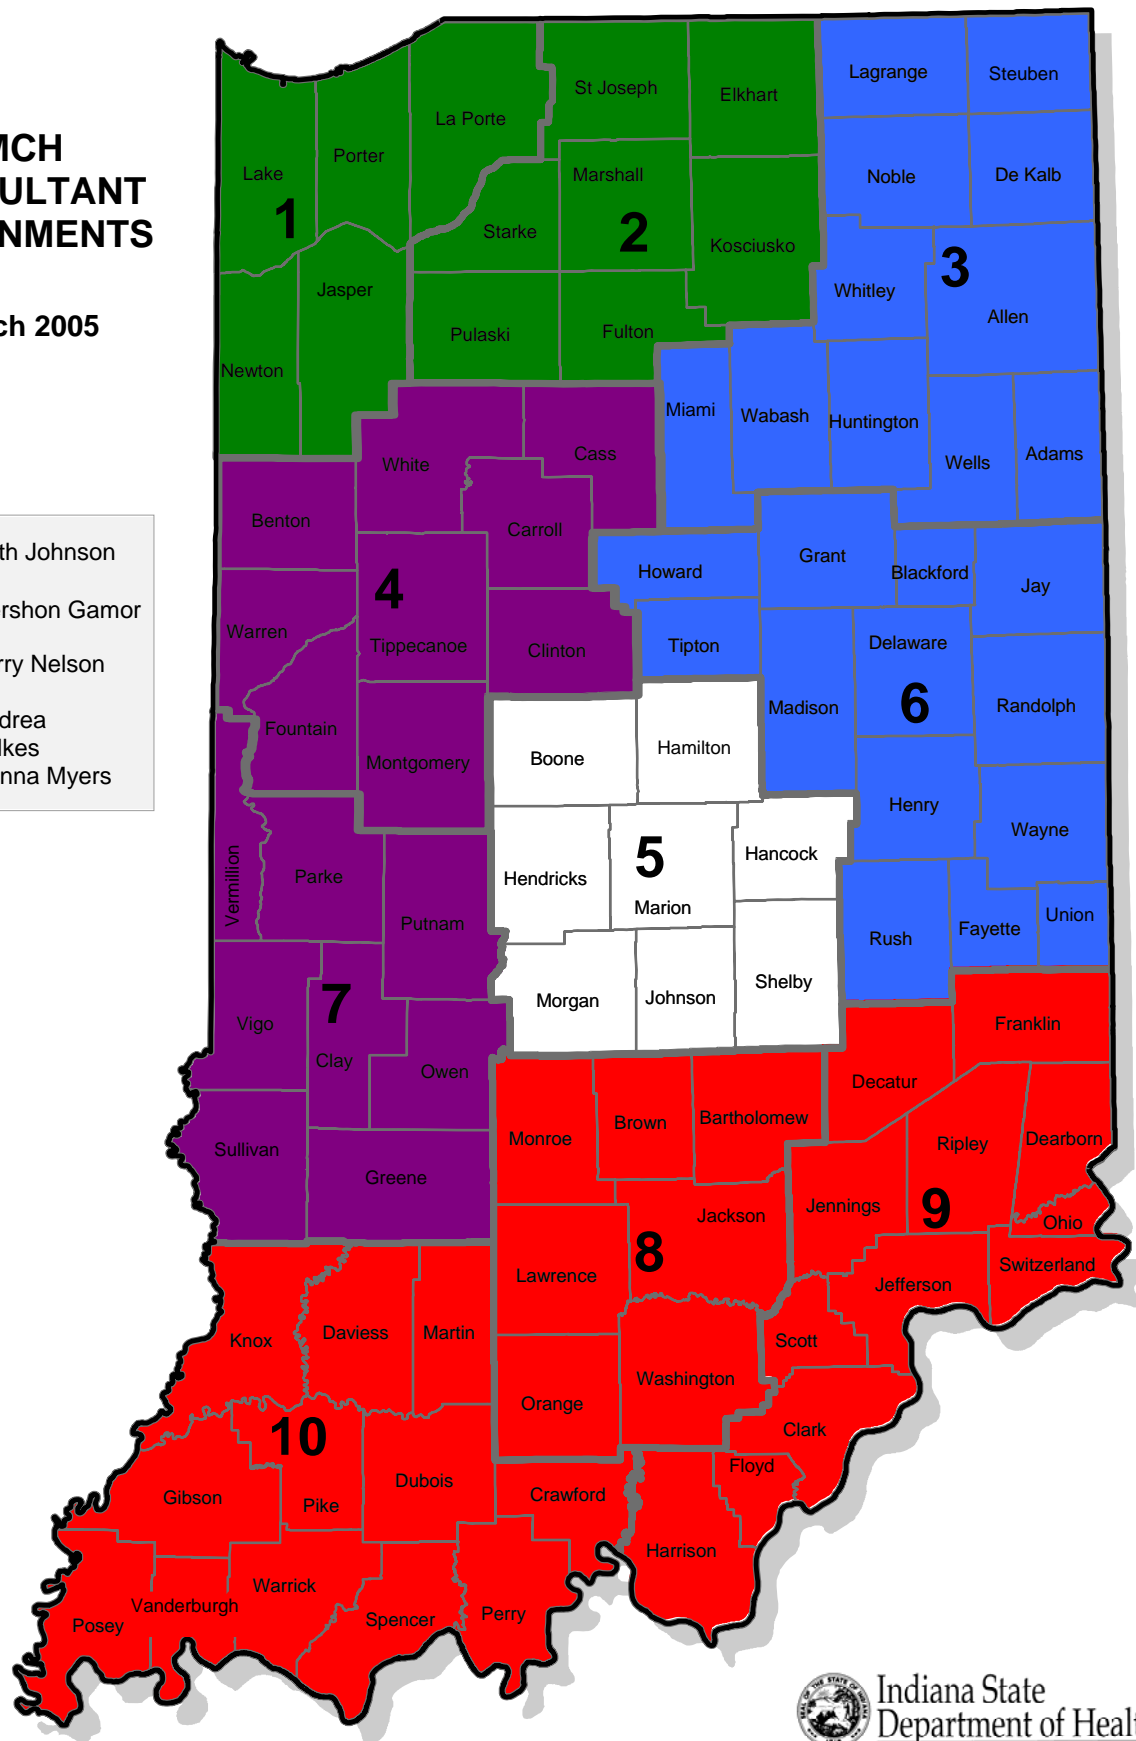 MCH
ULTANT
NMENTS
ch 2005
th Johnson
ershon Gamor
rry Nelson
drea
lkes
nna Myers
Lagrange
Steuben
St Joseph
Elkhart
La Porte
Porter
Lake
Marshall
Noble
De Kalb
1
Starke
2
Kosciusko
3
Jasper
Whitley
Allen
Pulaski
Fulton
Newton
Miami
Wabash
Huntington
White
Cass
Wells
Adams
Benton
Carroll
Howard
Grant
Blackford
Jay
4
Warren
Tippecanoe
Clinton
Tipton
Delaware
Fountain
Madison
6
Randolph
Montgomery
Boone
Hamilton
Henry
Wayne
5
Hancock
Vermillion
Parke
Hendricks
Marion
Putnam
Rush
Fayette
Union
7
Morgan
Johnson
Shelby
Vigo
Clay
Owen
Franklin
Decatur
Sullivan
Monroe
Brown
Bartholomew
Ripley
Dearborn
Greene
Jackson
Jennings
9
Ohio
8
Lawrence
Jefferson
Switzerland
Knox
Daviess
Martin
Scott
Orange
Washington
10
Clark
Gibson
Pike
Dubois
Crawford
Floyd
Harrison
Posey
Vanderburgh
Warrick
Spencer
Perry
Indiana State
Department of Healt